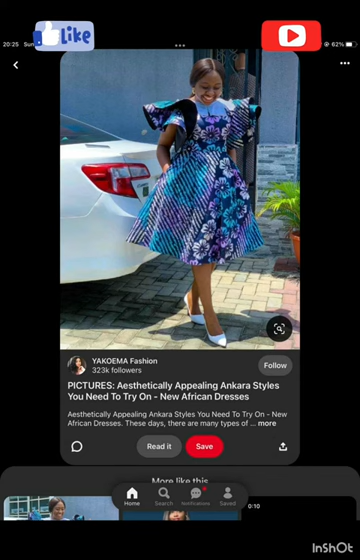 Like
20:25 Sun
62%
YAKOEMA Fashion
323k followers
Follow
PICTURES: Aesthetically Appealing Ankara Styles
You Need To Try On - New African Dresses
Aesthetically Appealing Ankara Styles You Need To Try On - New
African Dresses. These days, there are many types of ... more
Read it
Save
More like this
Home
Search
Notifications
Saved
0:10
InShOt